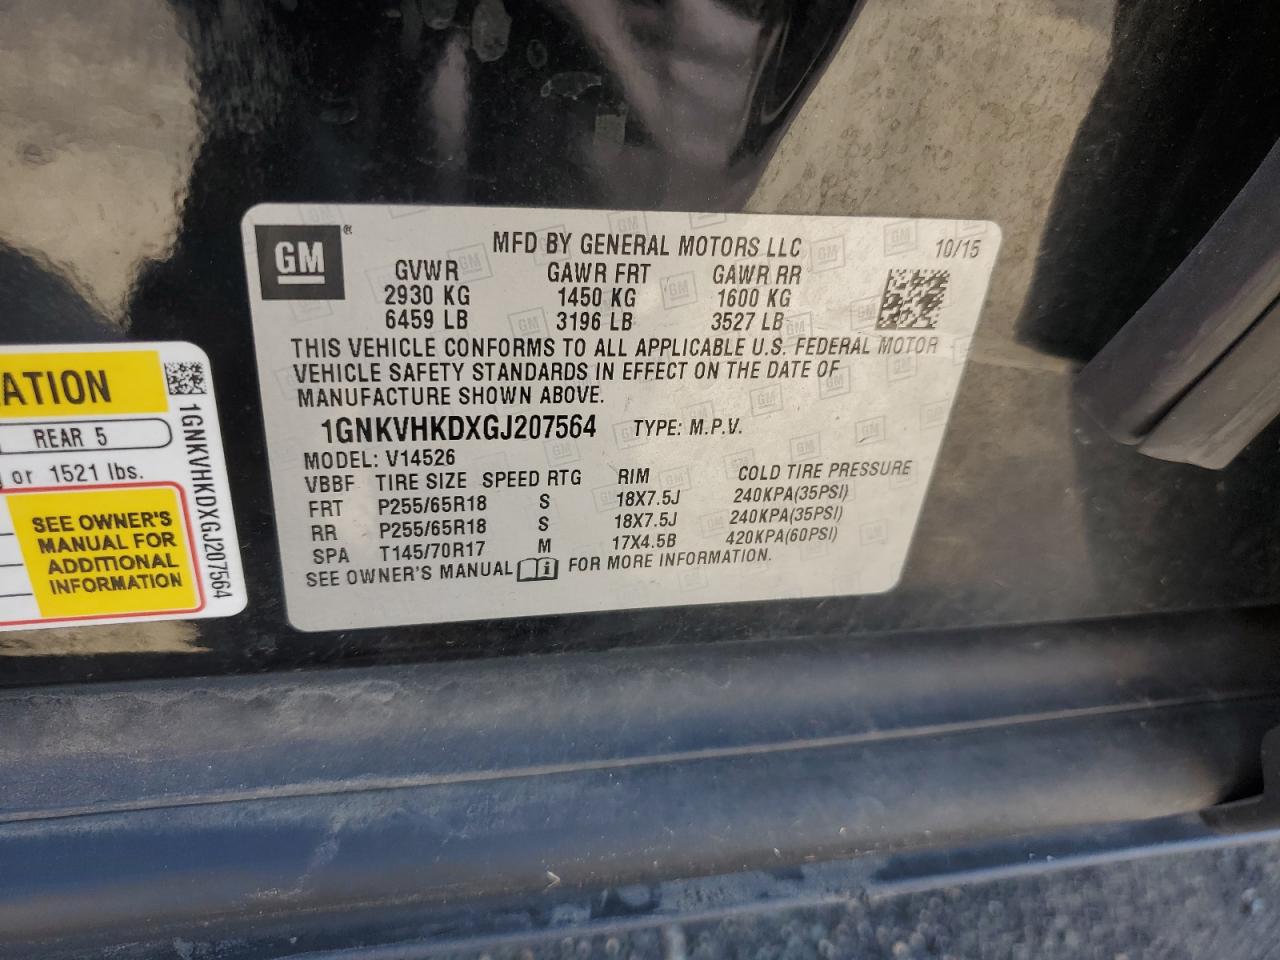 GM ®
MFD BY GENERAL MOTORS LLC 10/15
GVWR GAWR FRT GAWR RR
2930 KG 1450 KG 1600 KG
6459 LB 3196 LB 3527 LB
THIS VEHICLE CONFORMS TO ALL APPLICABLE U.S. FEDERAL MOTOR
VEHICLE SAFETY STANDARDS IN EFFECT ON THE DATE OF
MANUFACTURE SHOWN ABOVE.
1GNKVHKDXGJ207564 TYPE: M.P.V.
MODEL: V14526
VBBF TIRE SIZE SPEED RTG RIM COLD TIRE PRESSURE
FRT P255/65R18 S 18X7.5J 240KPA(35PSI)
RR P255/65R18 S 18X7.5J 240KPA(35PSI)
SPA T145/70R17 M 17X4.5B 420KPA(60PSI)
SEE OWNER'S MANUAL i FOR MORE INFORMATION.
ATION
REAR 5
or 1521 lbs.
SEE OWNER'S
MANUAL FOR
ADDITIONAL
INFORMATION
1GNKVHKDXGJ207564